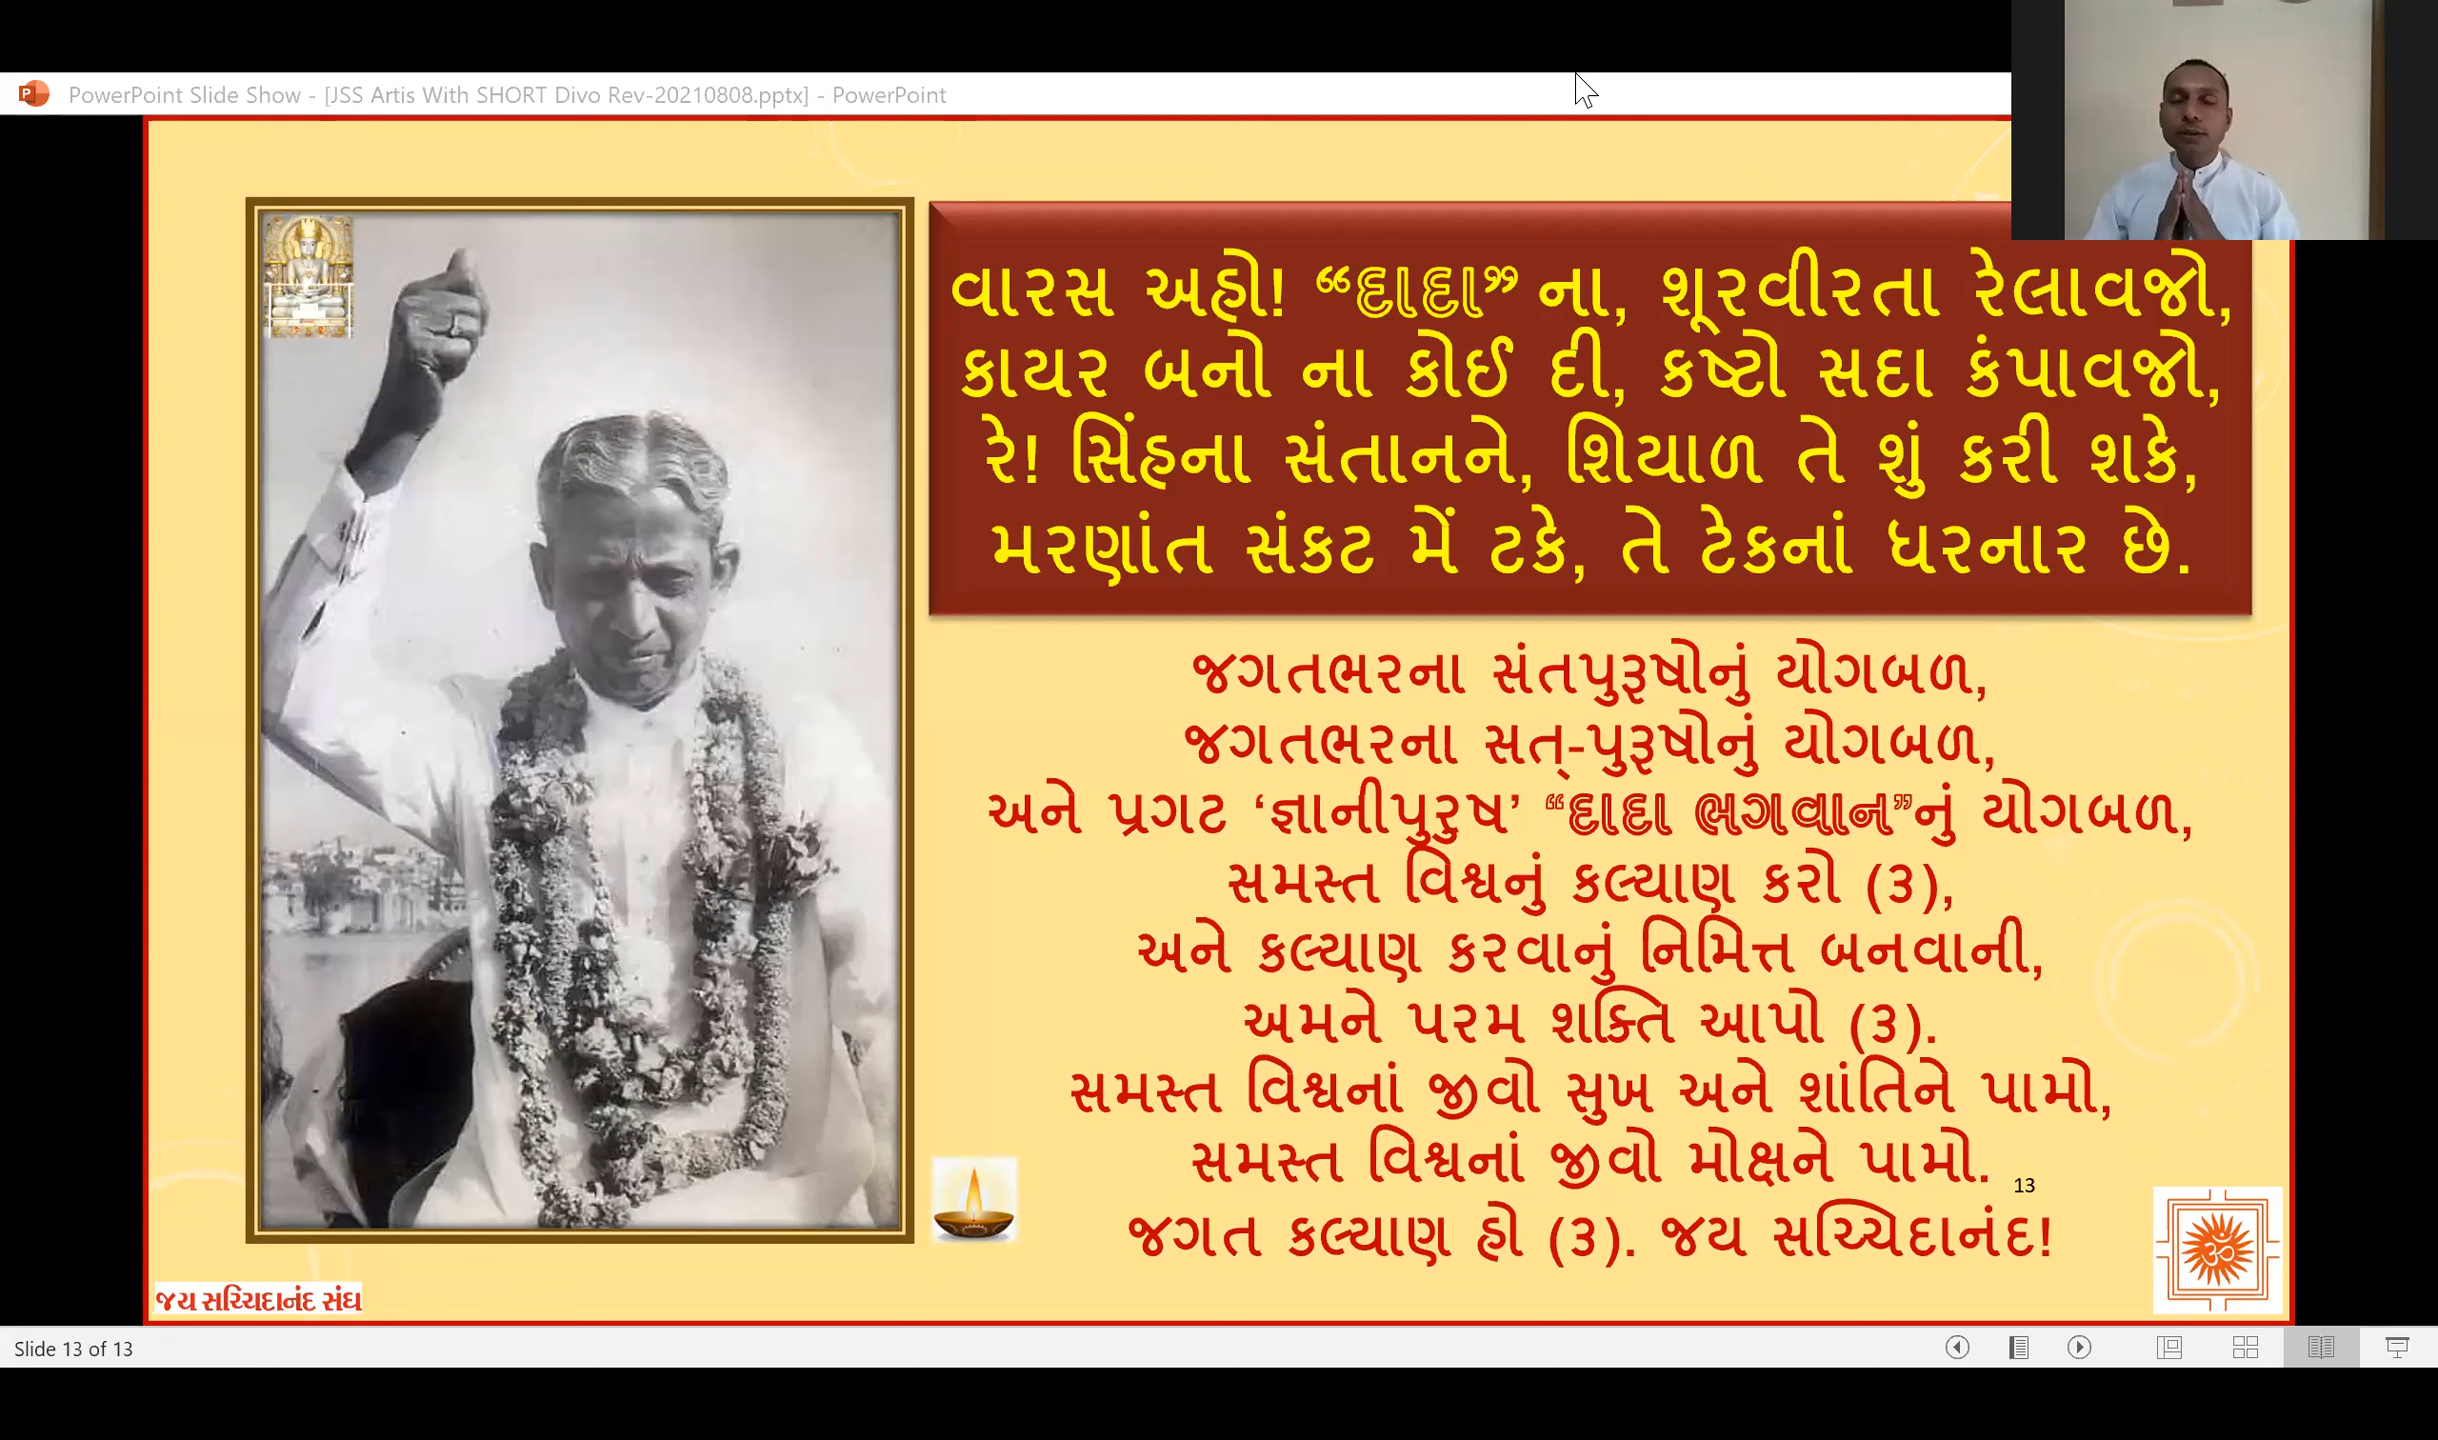 PowerPoint Slide Show - [JSS Artis With SHORT Divo Rev-20210808.pptx] - PowerPoint
વારસ અહો! “દાદા” ના, શૂરવીરતા રેલાવજો,
કાયર બનો ના કોઈ દી, કષ્ટો સદા કંપાવજો,
રે! સિંહના સંતાનને, શિયાળ તે શું કરી શકે,
મરણાંત સંકટ મેં ટકે, તે ટેકનાં ધરનાર છે.
જગતભરના સંતપુરૂષોનું યોગબળ,
જગતભરના સત્-પુરૂષોનું યોગબળ,
અને પ્રગટ ‘જ્ઞાનીપુરુષ’ “દાદા ભગવાન”નું યોગબળ,
સમસ્ત વિશ્વનું કલ્યાણ કરો (૩),
અને કલ્યાણ કરવાનું નિમિત્ત બનવાની,
અમને પરમ શક્તિ આપો (૩).
સમસ્ત વિશ્વનાં જીવો સુખ અને શાંતિને પામો,
સમસ્ત વિશ્વનાં જીવો મોક્ષને પામો.
13
જગત કલ્યાણ હો (૩). જય સચ્ચિદાનંદ!
જય સચ્ચિદાનંદ સંઘ
ૐ
Slide 13 of 13